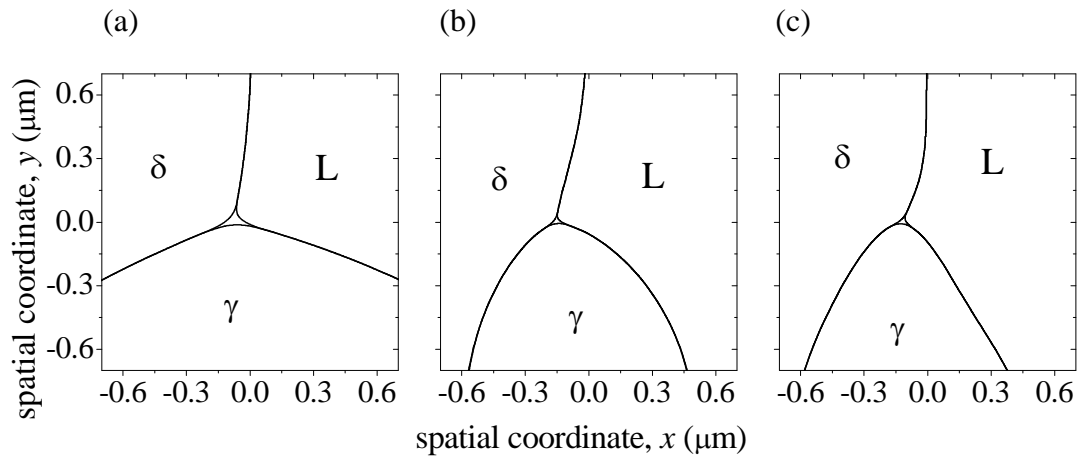 (a)
(b)
(c)
spatial coordinate, y (μm)
0.6
0.3
0.0
-0.3
-0.6
δ
L
γ
-0.6 -0.3 0.0 0.3 0.6
δ
L
γ
-0.6 -0.3 0.0 0.3 0.6
δ
L
γ
-0.6 -0.3 0.0 0.3 0.6
spatial coordinate, x (μm)